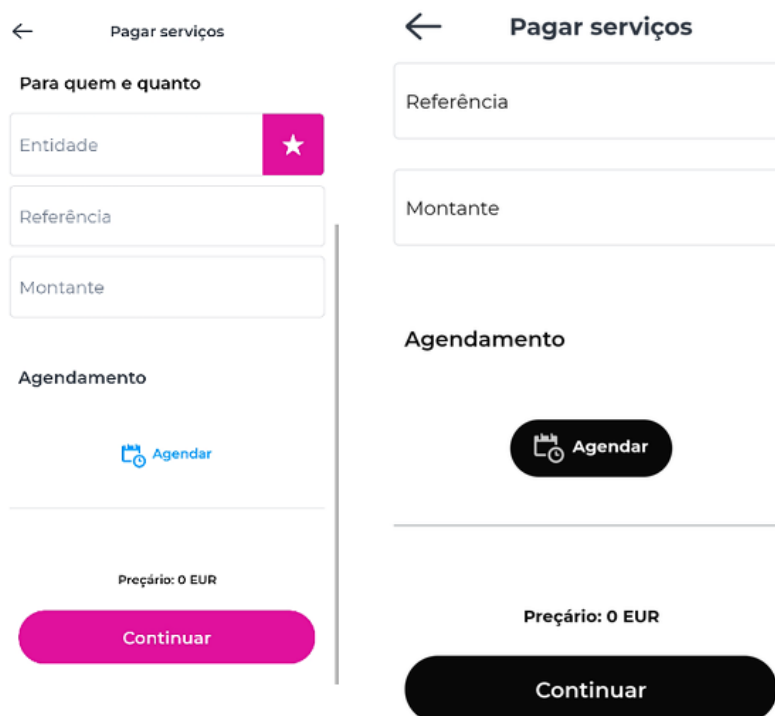 Pagar serviços
Para quem e quanto
Entidade
Referência
Montante
Agendamento
Agendar
Preçário: 0 EUR
Continuar
Pagar serviços
Referência
Montante
Agendamento
Agendar
Preçário: 0 EUR
Continuar